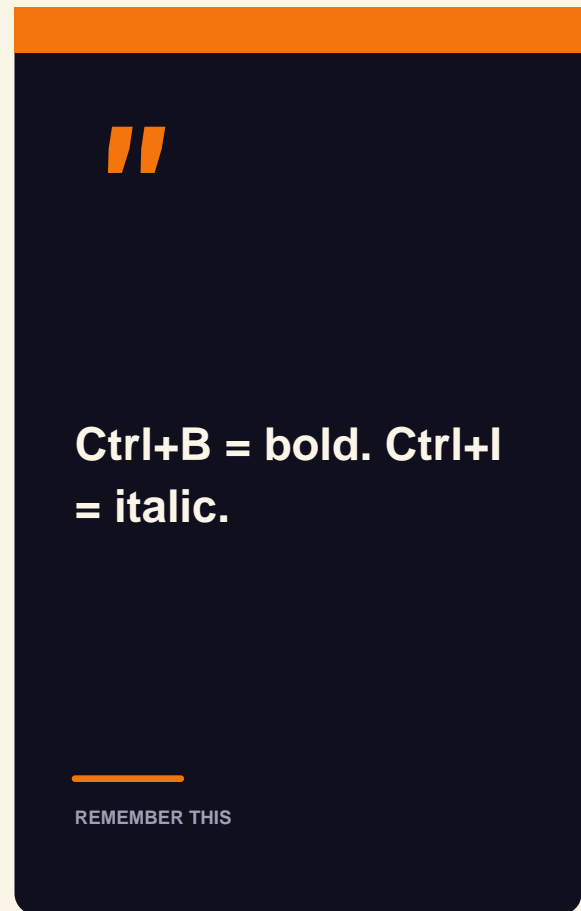 "
Ctrl+B = bold. Ctrl+I
= italic.
REMEMBER THIS